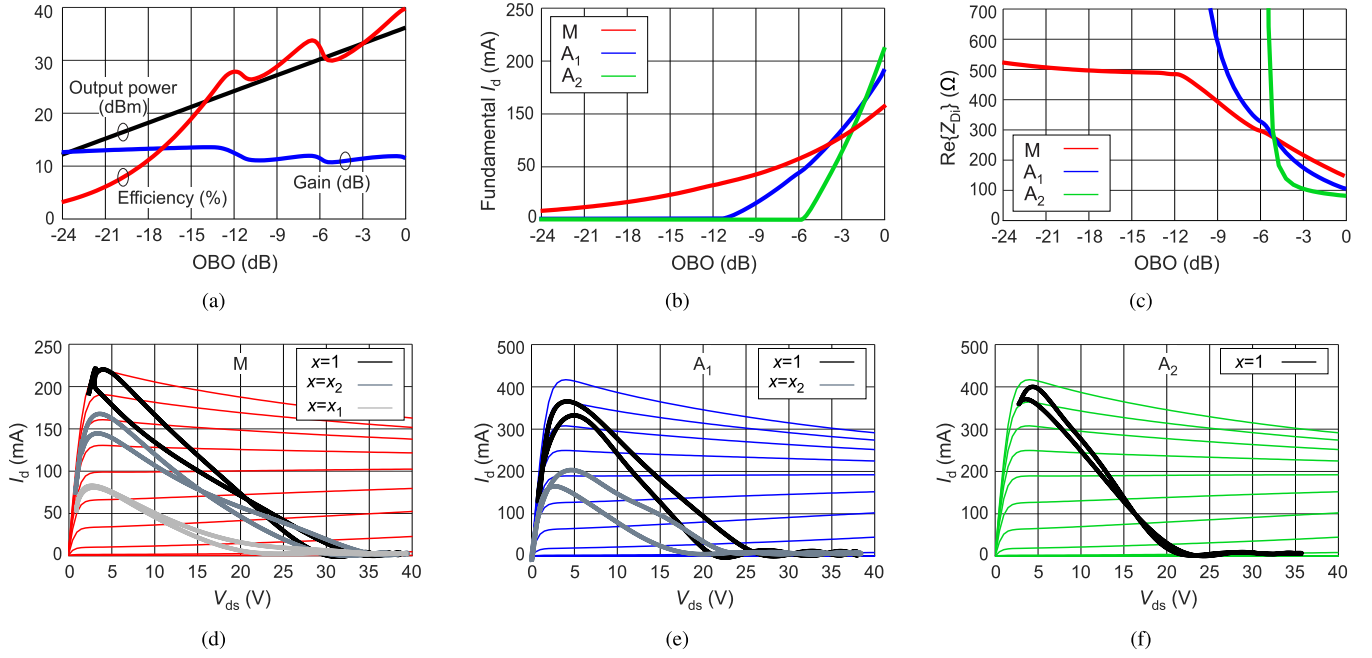 40
30
20
10
0
Output power
(dBm)
Efficiency (%)
Gain (dB)
-24 -21 -18 -15 -12 -9 -6 -3 0
OBO (dB)
(a)
Fundamental Id (mA)
250
200
150
100
50
0
M
A1
A2
-24 -21 -18 -15 -12 -9 -6 -3 0
OBO (dB)
(b)
Re{ZDi} (Ω)
700
600
500
400
300
200
100
0
M
A1
A2
-24 -21 -18 -15 -12 -9 -6 -3 0
OBO (dB)
(c)
Id (mA)
250
200
150
100
50
0
M
x=1
x=x2
x=x1
0 5 10 15 20 25 30 35 40
Vds (V)
(d)
Id (mA)
500
400
300
200
100
0
A1
x=1
x=x2
0 5 10 15 20 25 30 35 40
Vds (V)
(e)
Id (mA)
500
400
300
200
100
0
A2
x=1
0 5 10 15 20 25 30 35 40
Vds (V)
(f)